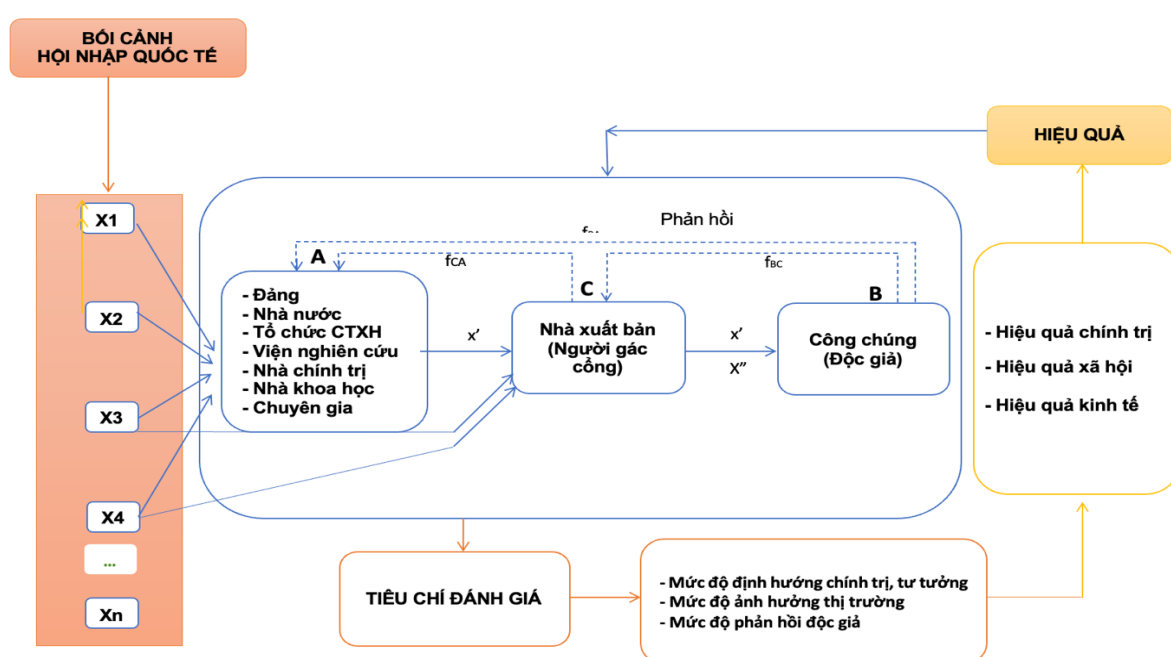 BỐI CẢNH
HỘI NHẬP QUỐC TẾ
HIỆU QUẢ
X1
X2
X3
X4
...
Xn
Phản hồi
A
fCA
fBC
- Đảng
- Nhà nước
- Tổ chức CTXH
- Viện nghiên cứu
- Nhà chính trị
- Nhà khoa học
- Chuyên gia
x’
C
Nhà xuất bản
(Người gác
cổng)
x’
X”
B
Công chúng
(Độc giả)
- Hiệu quả chính trị
- Hiệu quả xã hội
- Hiệu quả kinh tế
TIÊU CHÍ ĐÁNH GIÁ
- Mức độ định hướng chính trị, tư tưởng
- Mức độ ảnh hưởng thị trường
- Mức độ phản hồi độc giả